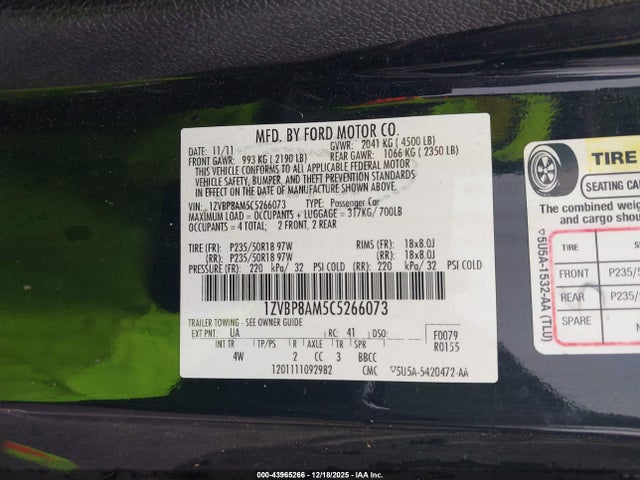 MFD. BY FORD MOTOR CO.
DATE: 11/11 GVWR: 2041 KG ( 4500 LB)
FRONT GAWR: 993 KG ( 2190 LB) REAR GAWR: 1066 KG ( 2350 LB)
THIS VEHICLE CONFORMS TO ALL APPLICABLE FEDERAL MOTOR
VEHICLE SAFETY, BUMPER, AND THEFT PREVENTION STANDARDS
IN EFFECT ON THE DATE OF MANUFACTURE SHOWN ABOVE.
VIN: 1ZVBP8AM5C5266073 TYPE: Passenger Car
MAXIMUM LOAD = OCCUPANTS + LUGGAGE = 317KG/ 700LB
OCCUPANTS = 4 TOTAL; 2 FRONT, 2 REAR
TIRE (FR): P235/50R18 97W RIMS (FR): 18x8.0J
(RR): P235/50R18 97W (RR): 18x8.0J
PRESSURE (FR): 220 kPa/ 32 PSI COLD (RR): 220 kPa/ 32 PSI COLD
1ZVBP8AM5C5266073
TRAILER TOWING - SEE OWNER GUIDE
EXT PNT: UA RC: 41 DSO: F0079
R0155
INT TR TP/PS R AXLE TR SPR
4W 2 CC 3 BBCC
1201111092982 CMC ▽5U5A-5420472-AA
TIRE
SEATING CA
The combined weig
and cargo shou
TIRE S
FRONT P235/
REAR P235/
SPARE
▽5U5A-1532-AA (TLU)
000-43965266 - 12/18/2025 - IAA Inc.